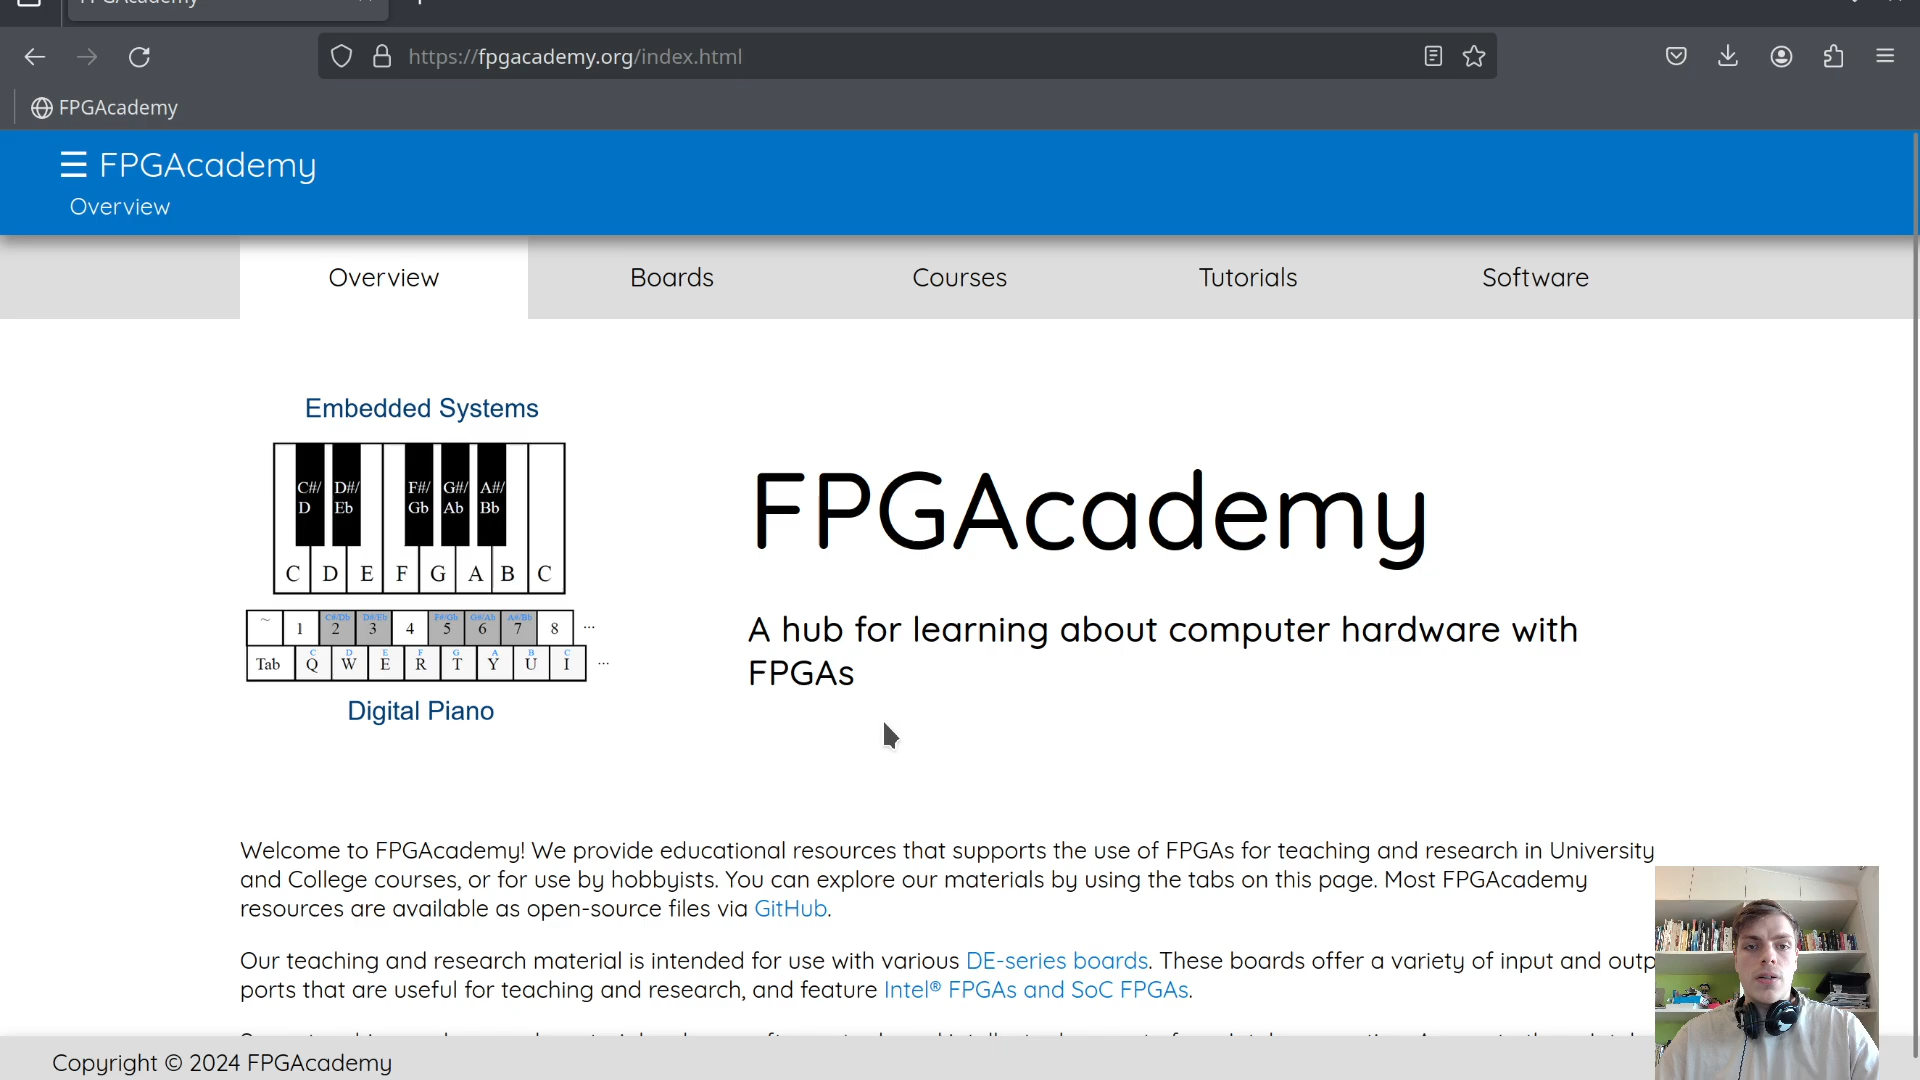 https://fpgacademy.org/index.html
FPGAcademy
☰ FPGAcademy
Overview
Overview
Boards
Courses
Tutorials
Software
Embedded Systems
C#/ D#/ F#/ G#/ A#/
D Eb Gb Ab Bb
C D E F G A B C
C#/Db D#/Eb F#/Gb G#/Ab A#/Bb
~ 1 2 3 4 5 6 7 8 ...
C D E F G A B C
Tab Q W E R T Y U I ...
Digital Piano
FPGAcademy
A hub for learning about computer hardware with
FPGAs
Welcome to FPGAcademy! We provide educational resources that supports the use of FPGAs for teaching and research in University
and College courses, or for use by hobbyists. You can explore our materials by using the tabs on this page. Most FPGAcademy
resources are available as open-source files via GitHub.
Our teaching and research material is intended for use with various DE-series boards. These boards offer a variety of input and outp
ports that are useful for teaching and research, and feature Intel® FPGAs and SoC FPGAs.
Copyright © 2024 FPGAcademy